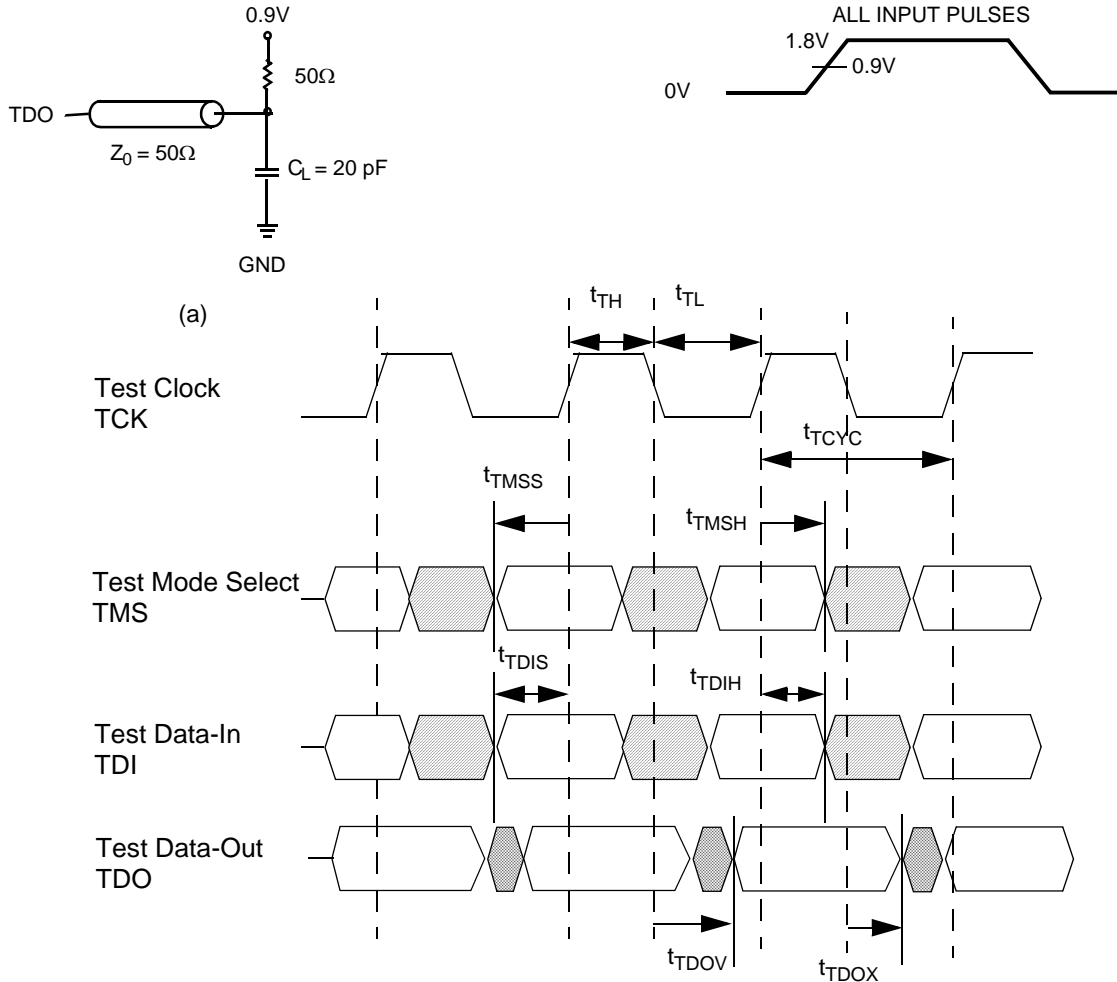 0.9V
50Ω
TDO
Z0 = 50Ω
CL = 20 pF
GND
(a)
ALL INPUT PULSES
1.8V
0.9V
0V
tTH
tTL
Test Clock
TCK
tTCYC
tTMSS
tTMSH
Test Mode Select
TMS
tTDIS
tTDIH
Test Data-In
TDI
Test Data-Out
TDO
tTDOV
tTDOX